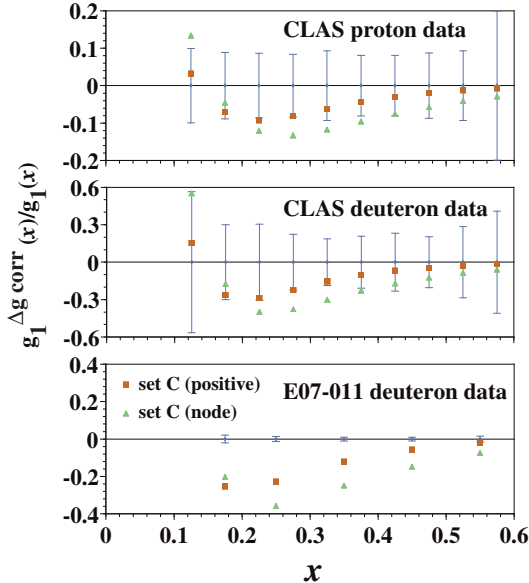 0.2
CLAS proton data
0.1
0
-0.1
-0.2
0.6
CLAS deuteron data
0.3
0
-0.3
-0.6
g₁^Δg corr(x)/g₁(x)
0.4
set C (positive)
E07-011 deuteron data
0.2
set C (node)
0
-0.2
-0.4
0 0.1 0.2 0.3 0.4 0.5 0.6
x